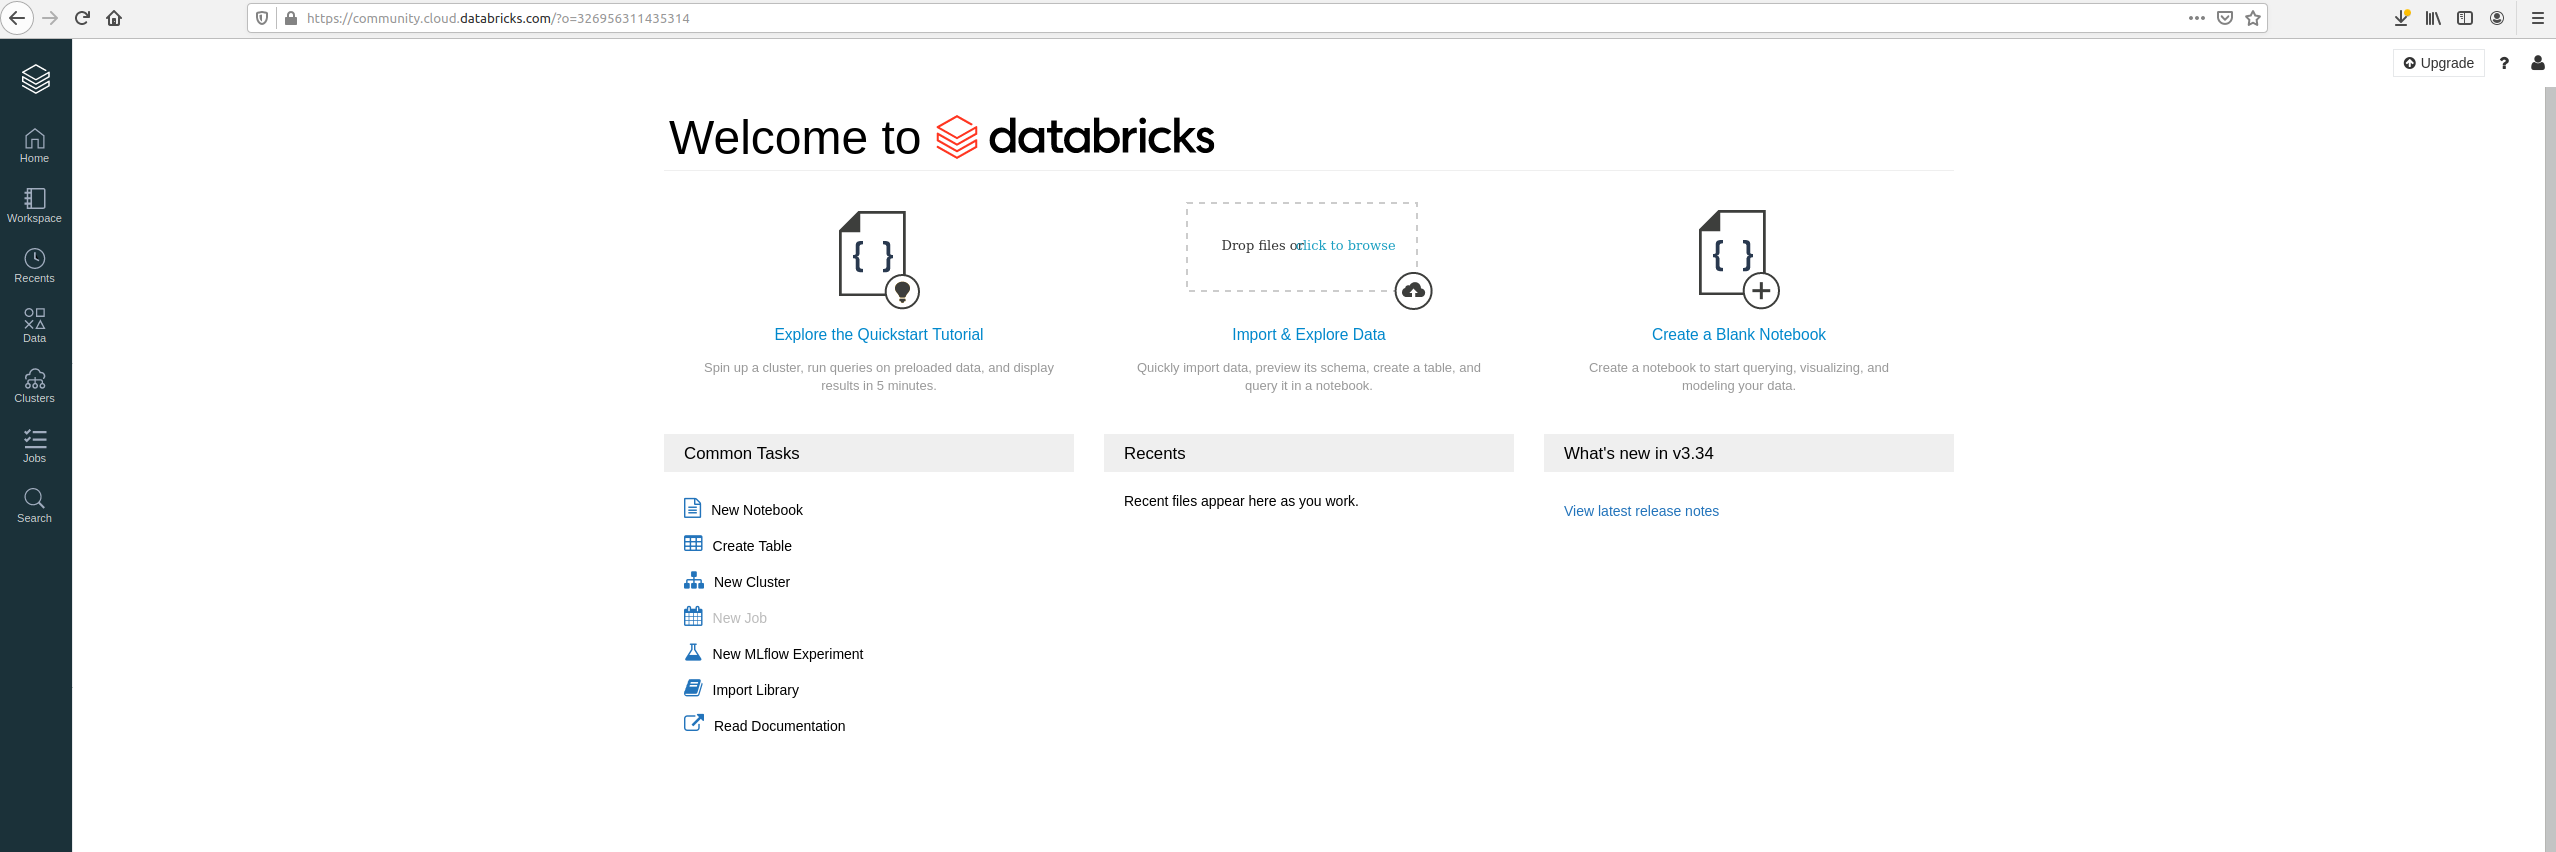 https://community.cloud.databricks.com/?o=326956311435314
Upgrade ?
Home
Workspace
Recents
Data
Clusters
Jobs
Search
Welcome to databricks
{ }
Explore the Quickstart Tutorial
Spin up a cluster, run queries on preloaded data, and display
results in 5 minutes.
Drop files or click to browse
Import & Explore Data
Quickly import data, preview its schema, create a table, and
query it in a notebook.
{ }
Create a Blank Notebook
Create a notebook to start querying, visualizing, and
modeling your data.
Common Tasks
New Notebook
Create Table
New Cluster
New Job
New MLflow Experiment
Import Library
Read Documentation
Recents
Recent files appear here as you work.
What's new in v3.34
View latest release notes